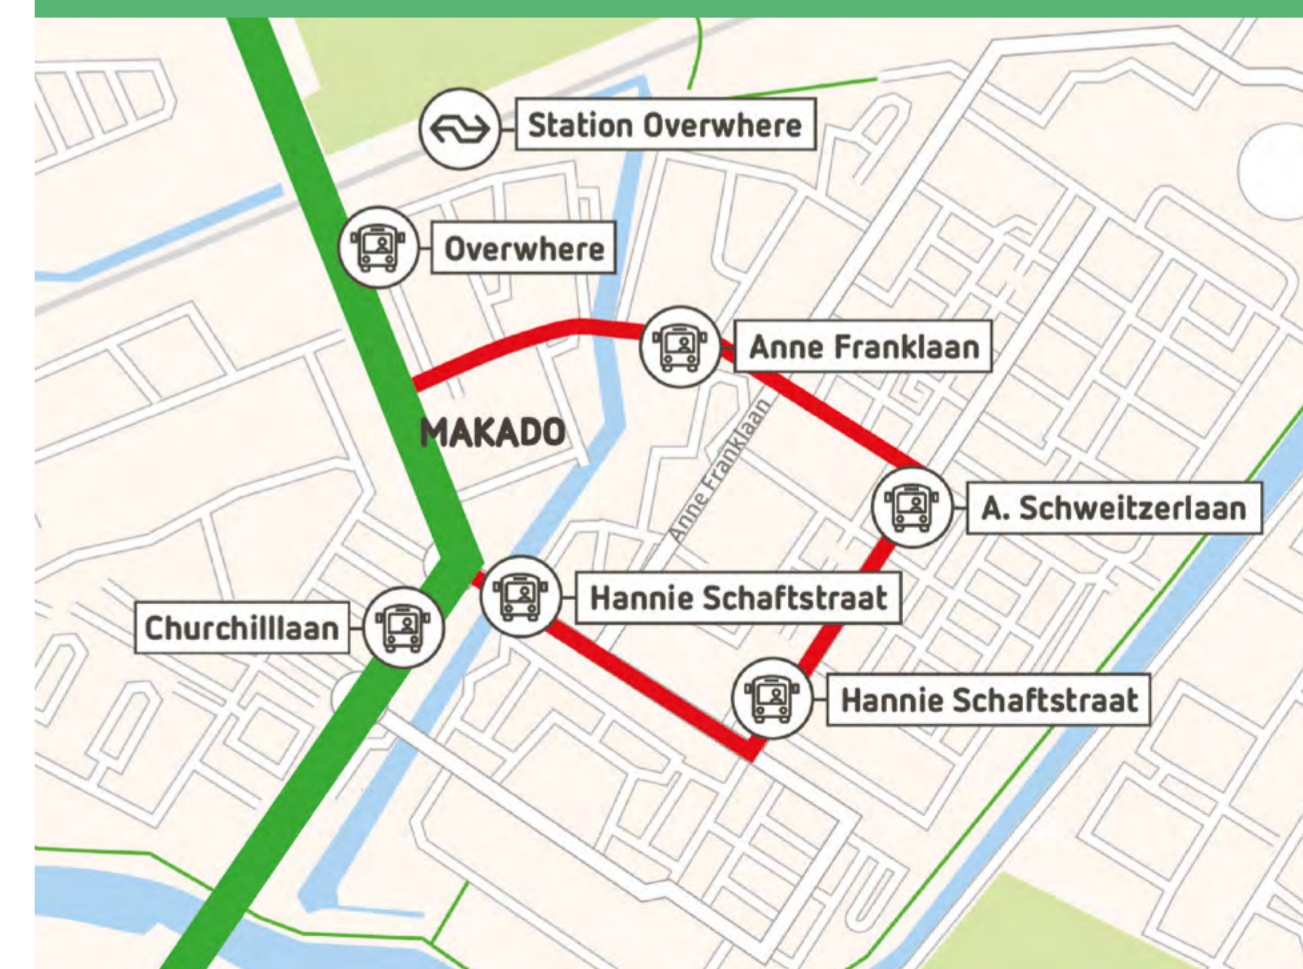 Station Overwhere
Overwhere
Anne Franklaan
MAKADO
Anne Franklaan
A. Schweitzerlaan
Hannie Schaftstraat
Churchilllaan
Hannie Schaftstraat